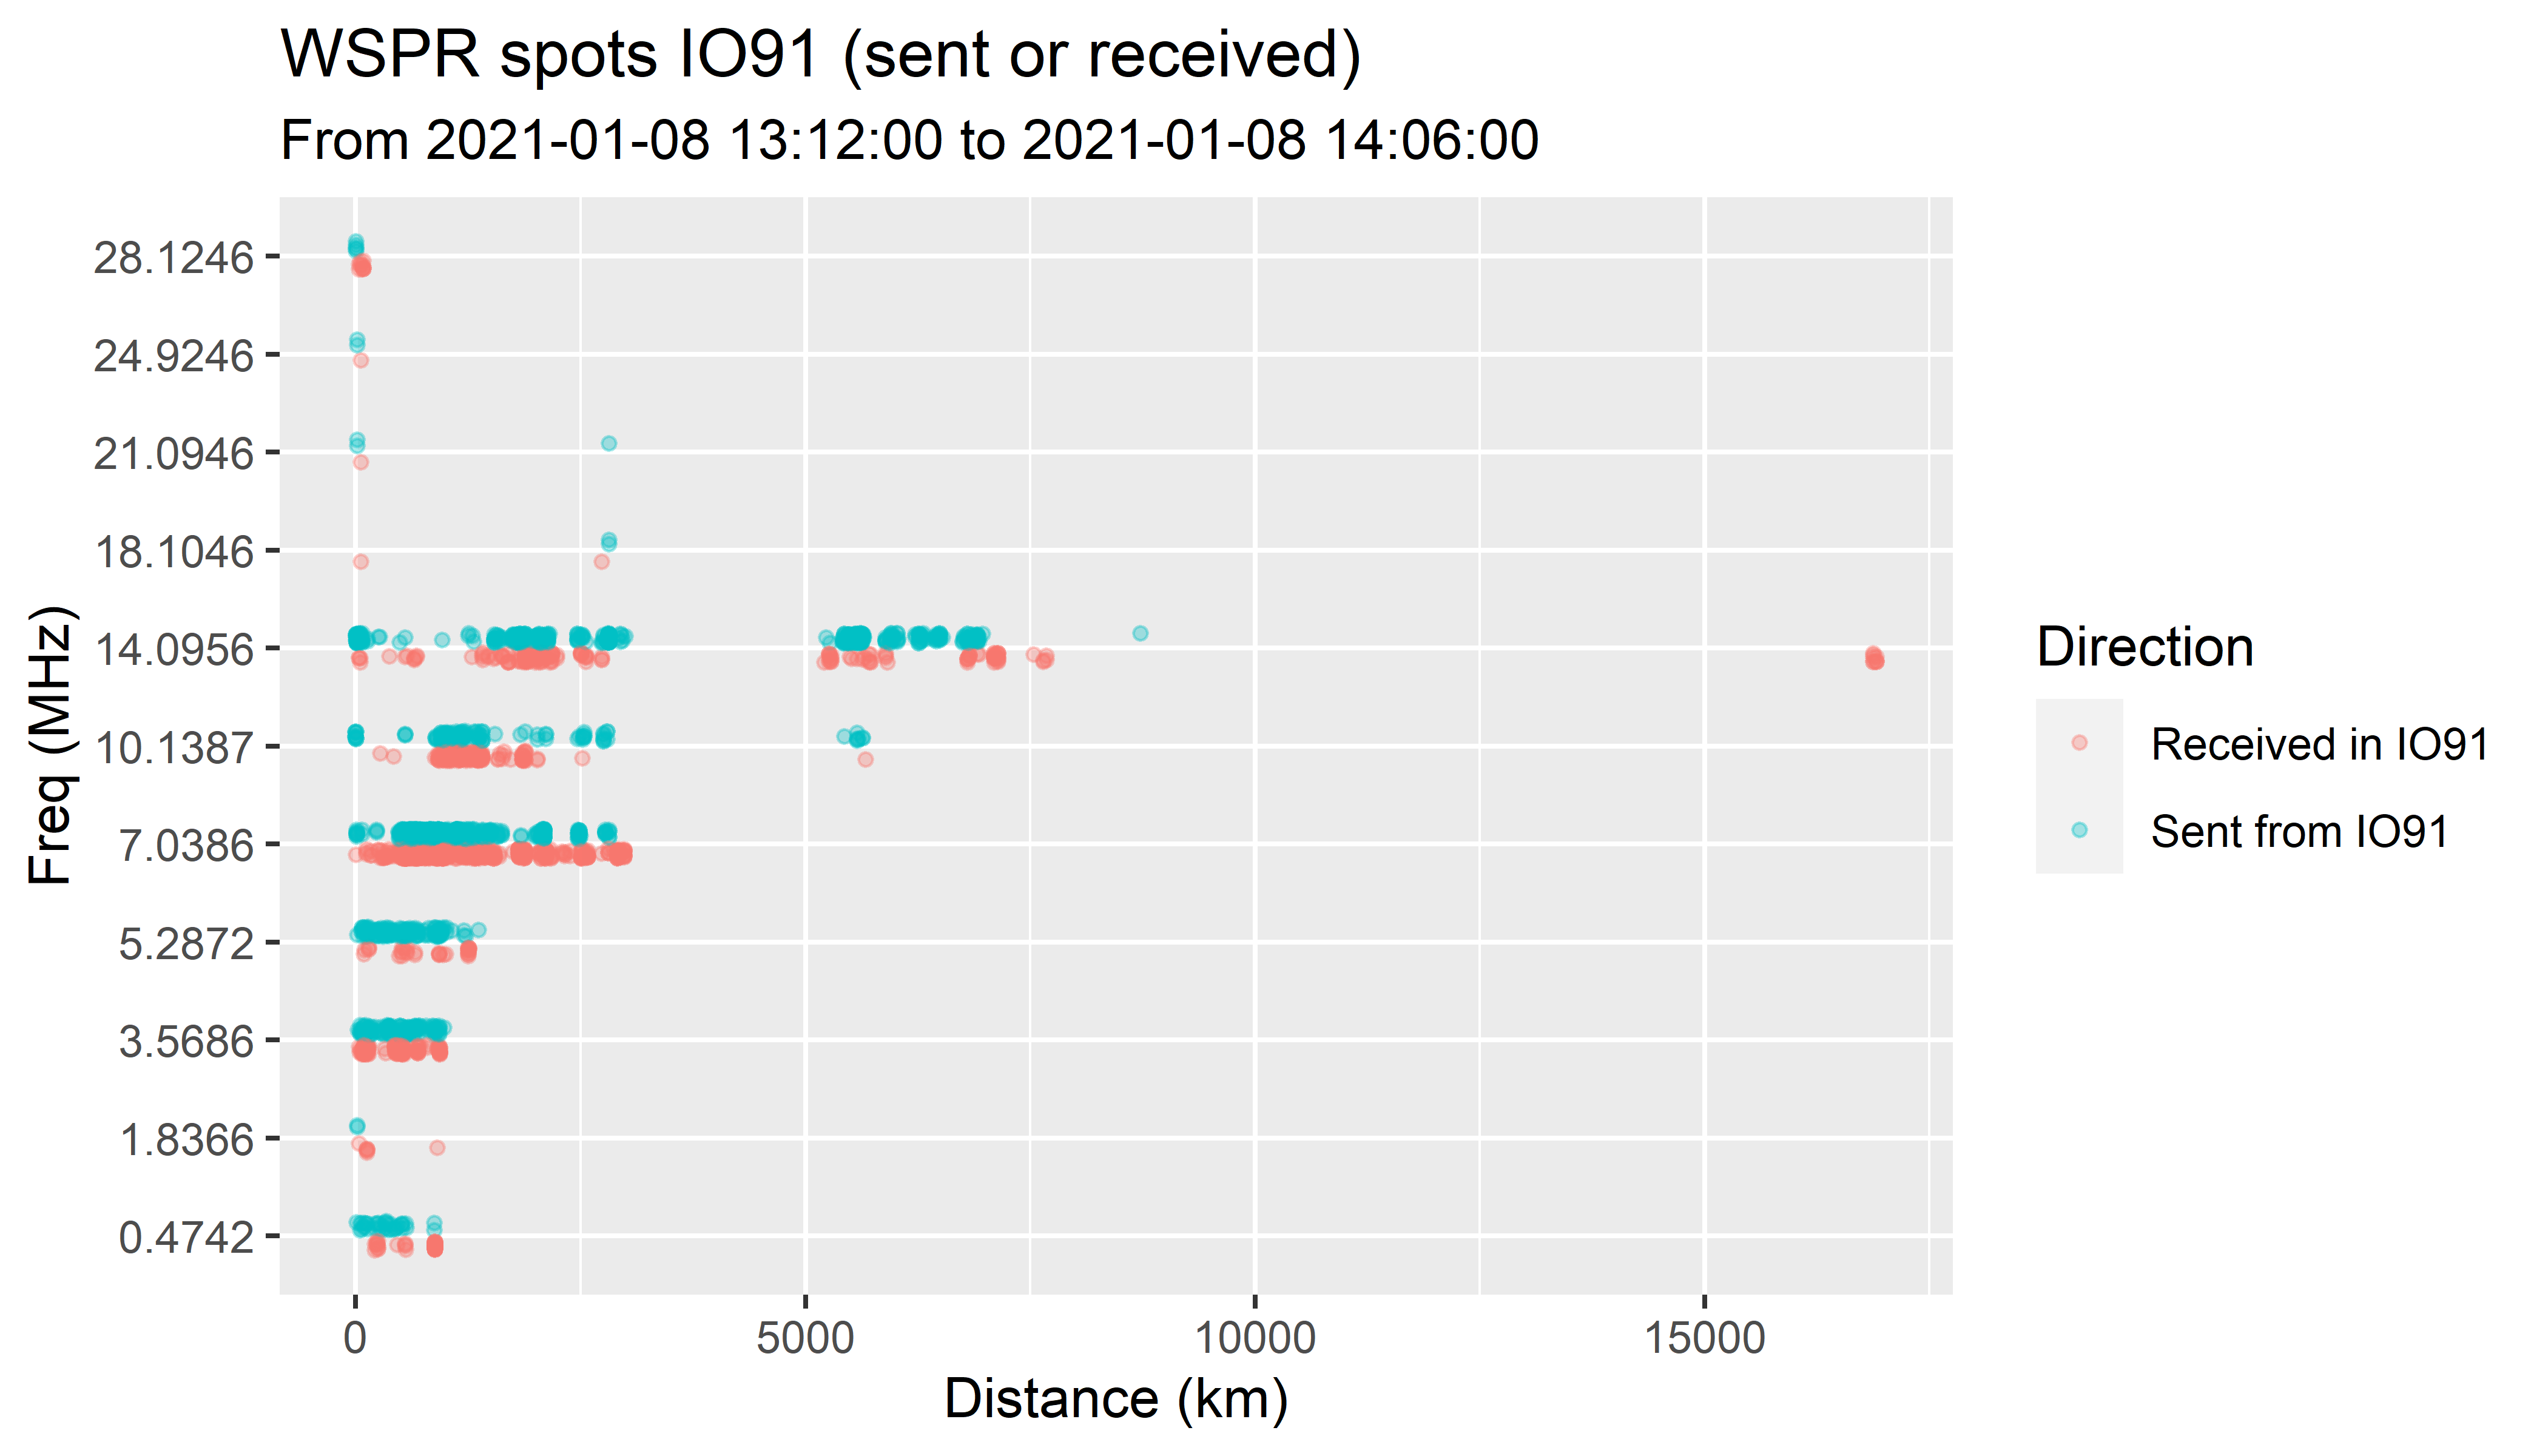 WSPR spots IO91 (sent or received)
From 2021-01-08 13:12:00 to 2021-01-08 14:06:00
Freq (MHz)
28.1246
24.9246
21.0946
18.1046
14.0956
10.1387
7.0386
5.2872
3.5686
1.8366
0.4742
0 5000 10000 15000
Distance (km)
Direction
Received in IO91
Sent from IO91